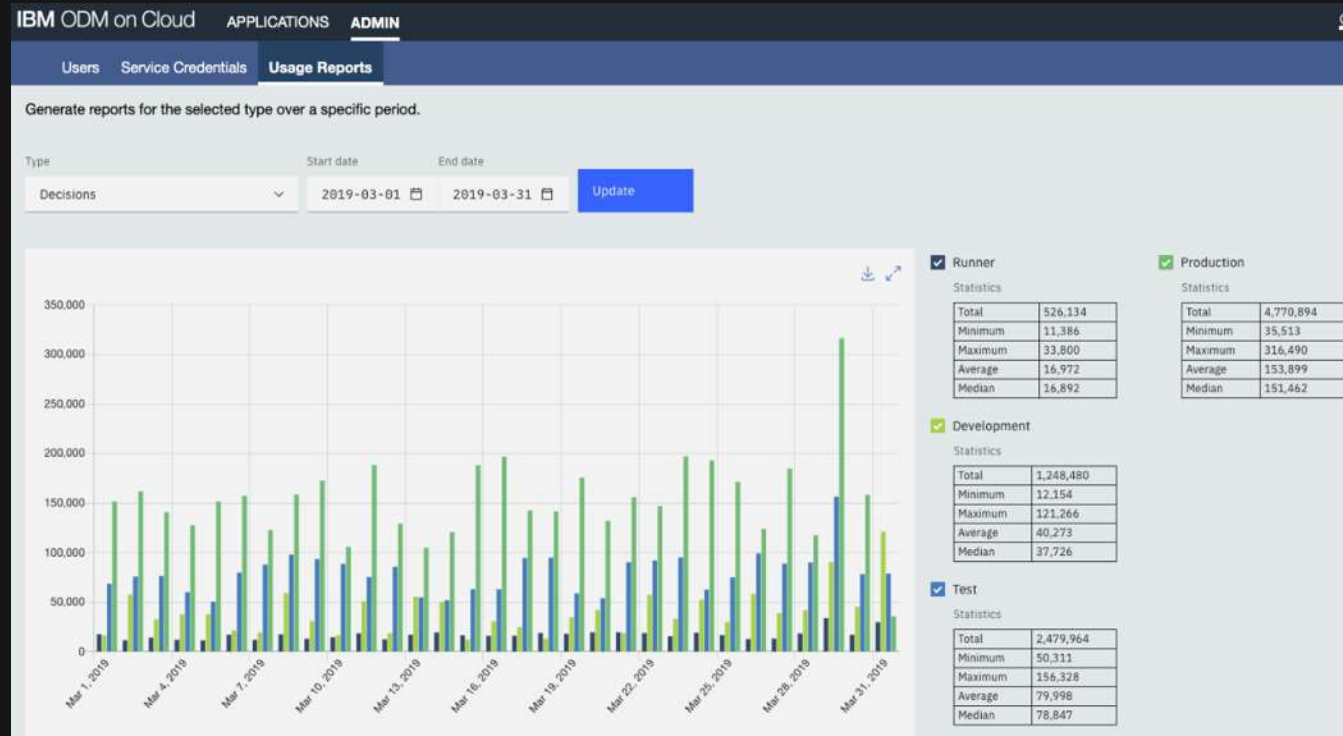 IBM ODM on Cloud APPLICATIONS ADMIN
Users Service Credentials Usage Reports
Generate reports for the selected type over a specific period.
Type Start date End date
Decisions 2019-03-01 2019-03-31 Update
350,000
300,000
250,000
200,000
150,000
100,000
50,000
0
Mar 1, 2019 Mar 4, 2019 Mar 7, 2019 Mar 10, 2019 Mar 13, 2019 Mar 16, 2019 Mar 19, 2019 Mar 22, 2019 Mar 25, 2019 Mar 28, 2019 Mar 31, 2019
Runner
Statistics
Total 526,134
Minimum 11,386
Maximum 33,800
Average 16,972
Median 16,892
Production
Statistics
Total 4,770,894
Minimum 35,513
Maximum 316,490
Average 153,899
Median 151,462
Development
Statistics
Total 1,248,480
Minimum 12,154
Maximum 121,266
Average 40,273
Median 37,726
Test
Statistics
Total 2,479,964
Minimum 50,311
Maximum 156,328
Average 79,998
Median 78,847